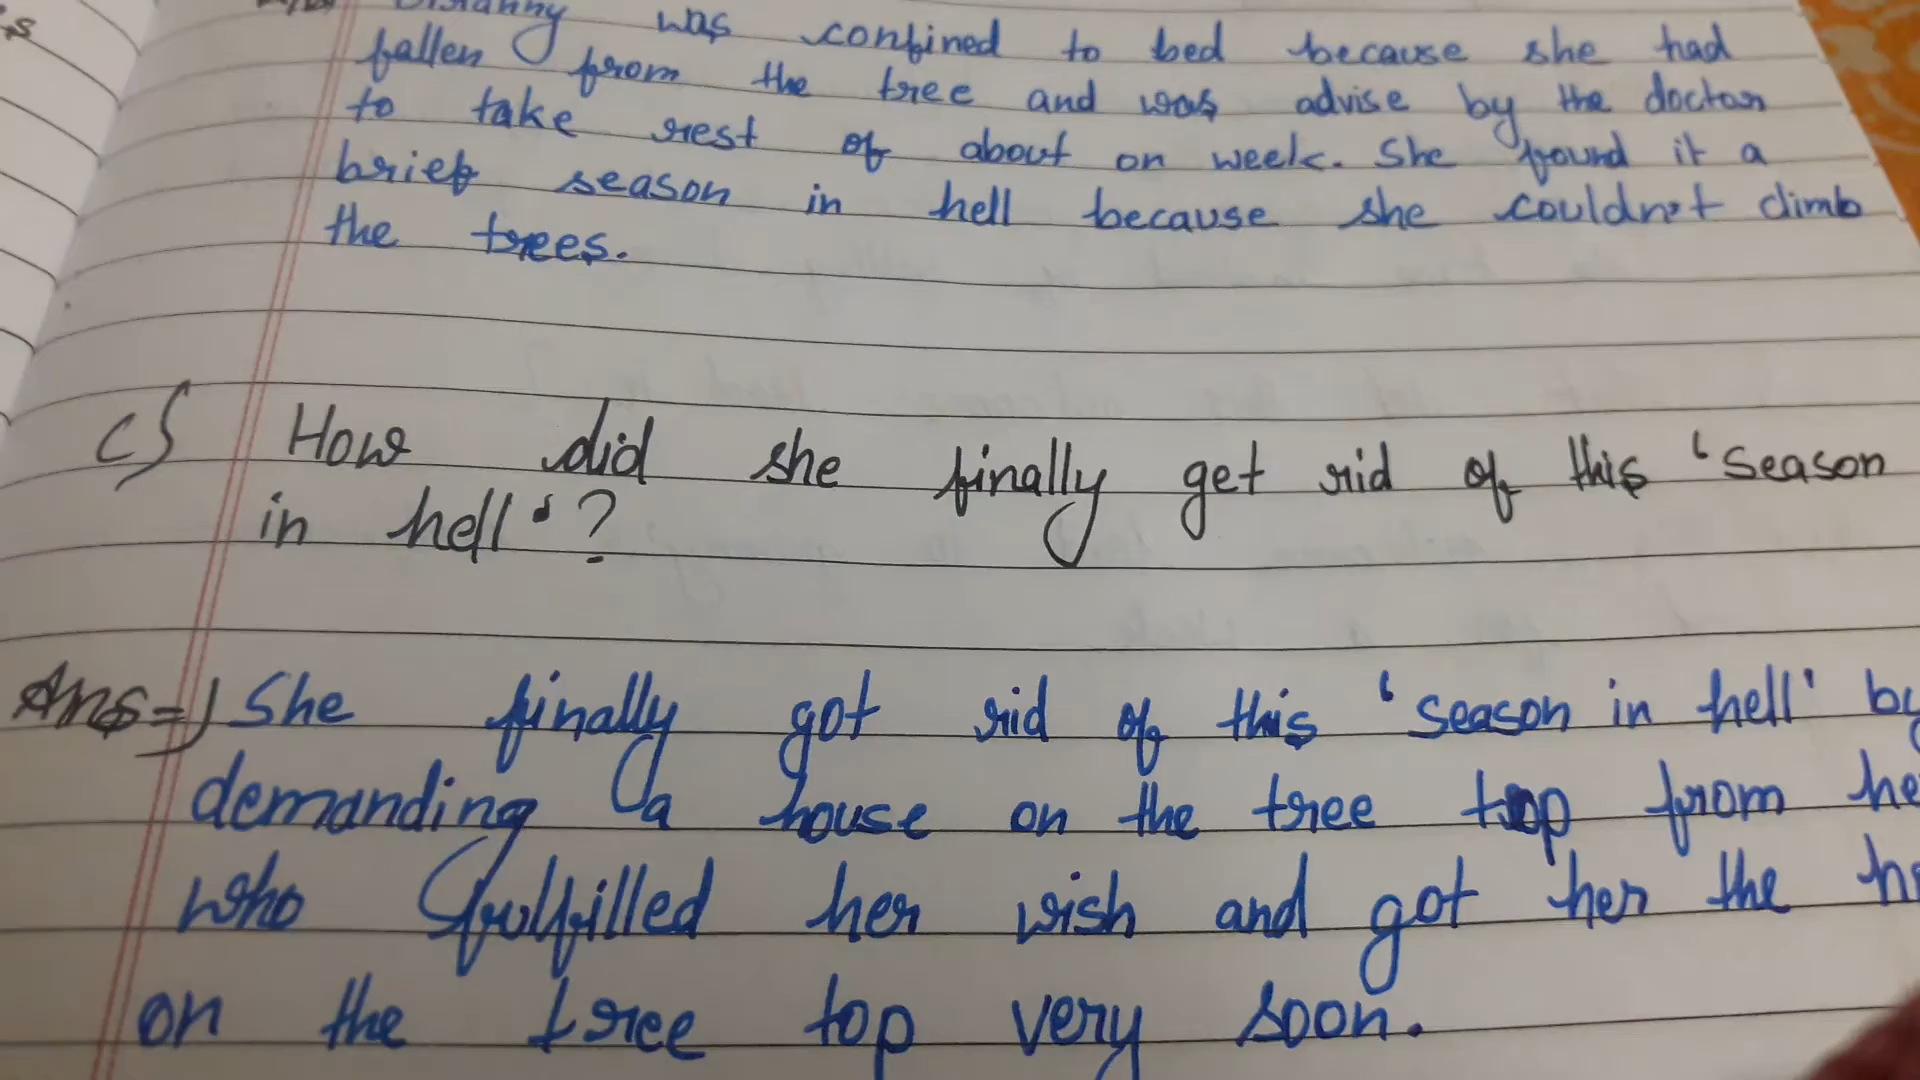 was confined to bed because she had
fallen from the tree and was advise by the doctor
to take rest of about on week. She found it a
brief season in hell because she couldn't climb
the trees.
c) How did she finally get rid of this 'season
in hell'?
Ans=) She finally got rid of this 'season in hell' by
demanding a house on the tree top from
who fulfilled her wish and got her the
on the tree top very soon.